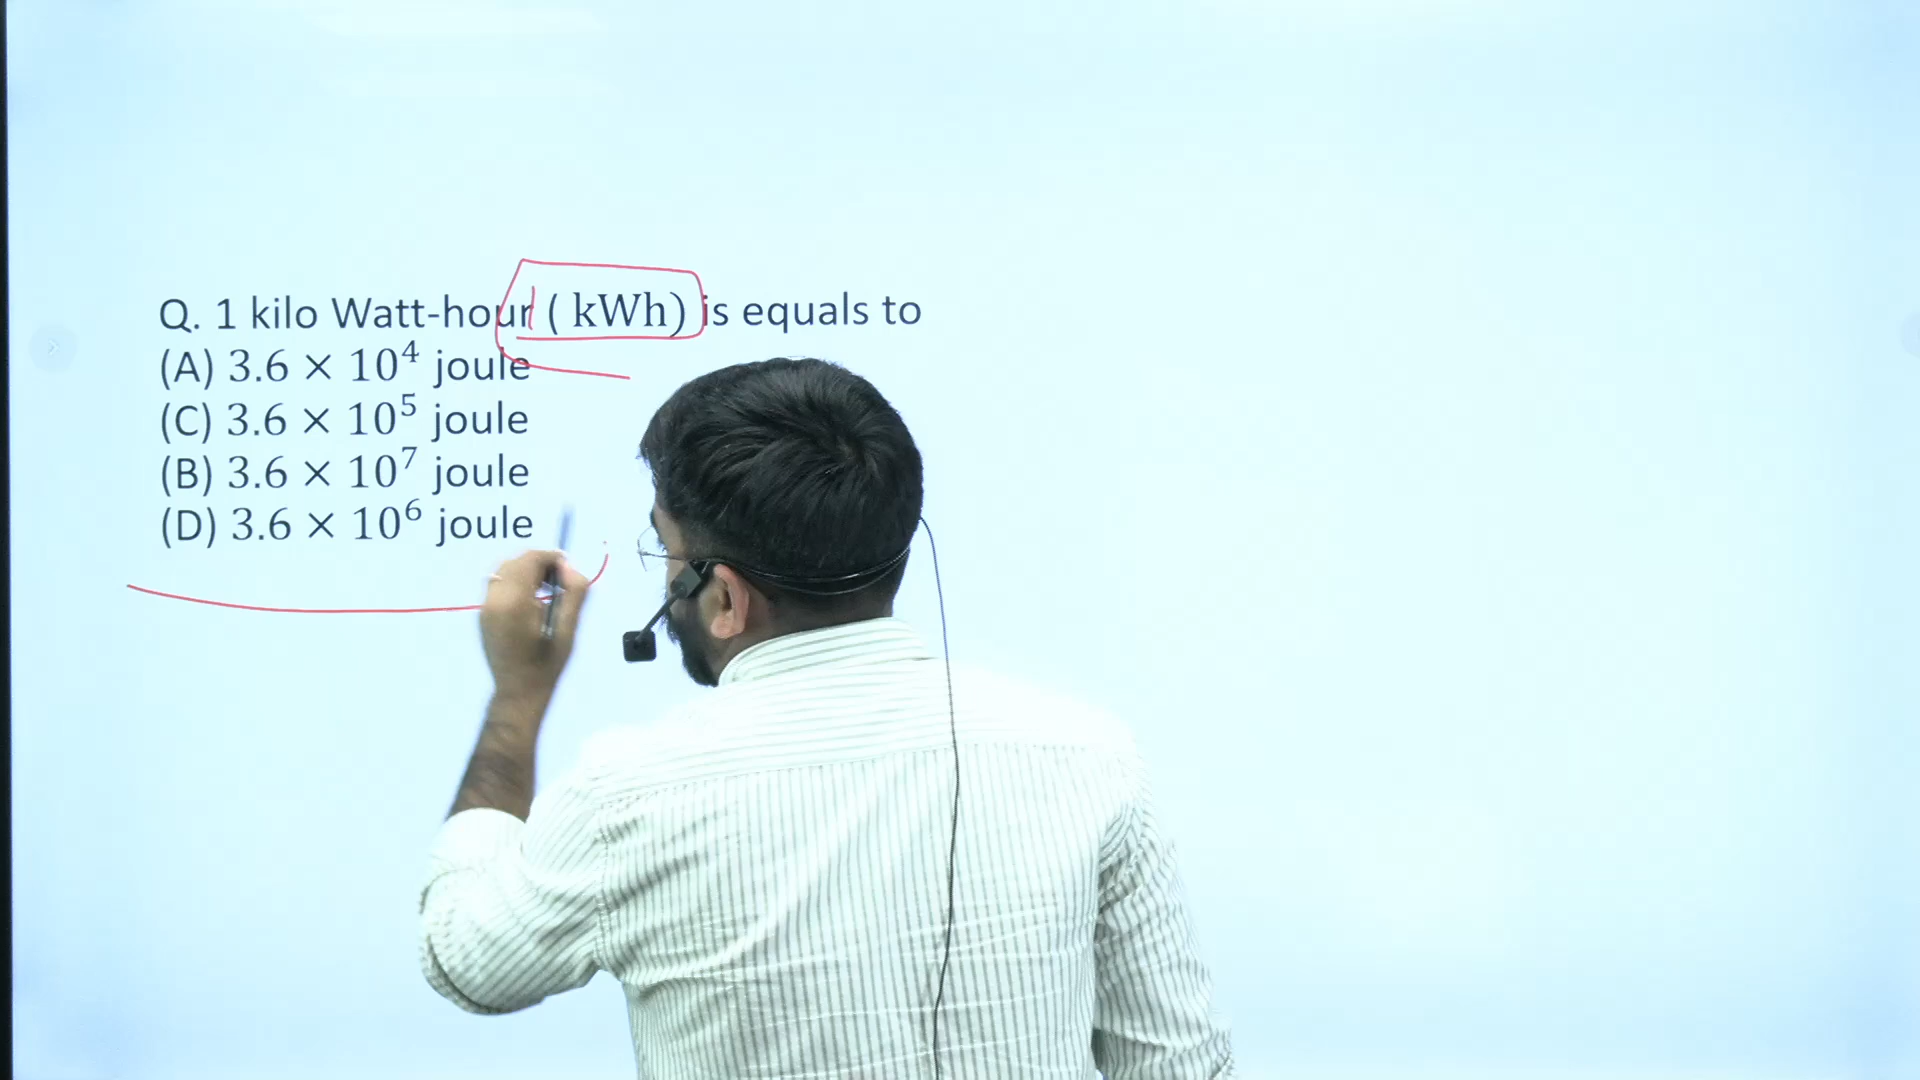 Q. 1 kilo Watt-hour ( kWh) is equals to
(A) 3.6 × 10⁴ joule
(C) 3.6 × 10⁵ joule
(B) 3.6 × 10⁷ joule
(D) 3.6 × 10⁶ joule